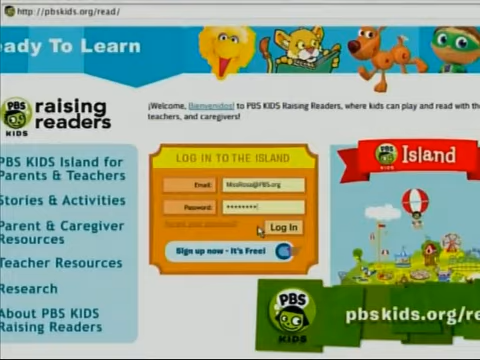 http://pbskids.org/read/
eady To Learn
PBS
KIDS
raising
readers
¡Welcome, Bienvenidos! to PBS KIDS Raising Readers, where kids can play and read with the
teachers, and caregivers!
PBS KIDS Island for
Parents & Teachers
Stories & Activities
Parent & Caregiver
Resources
Teacher Resources
Research
About PBS KIDS
Raising Readers
LOG IN TO THE ISLAND
Email:
Password:
********
Log In
Sign up now - It's Free!
PBS
KIDS
Island
PBS
KIDS
pbskids.org/re